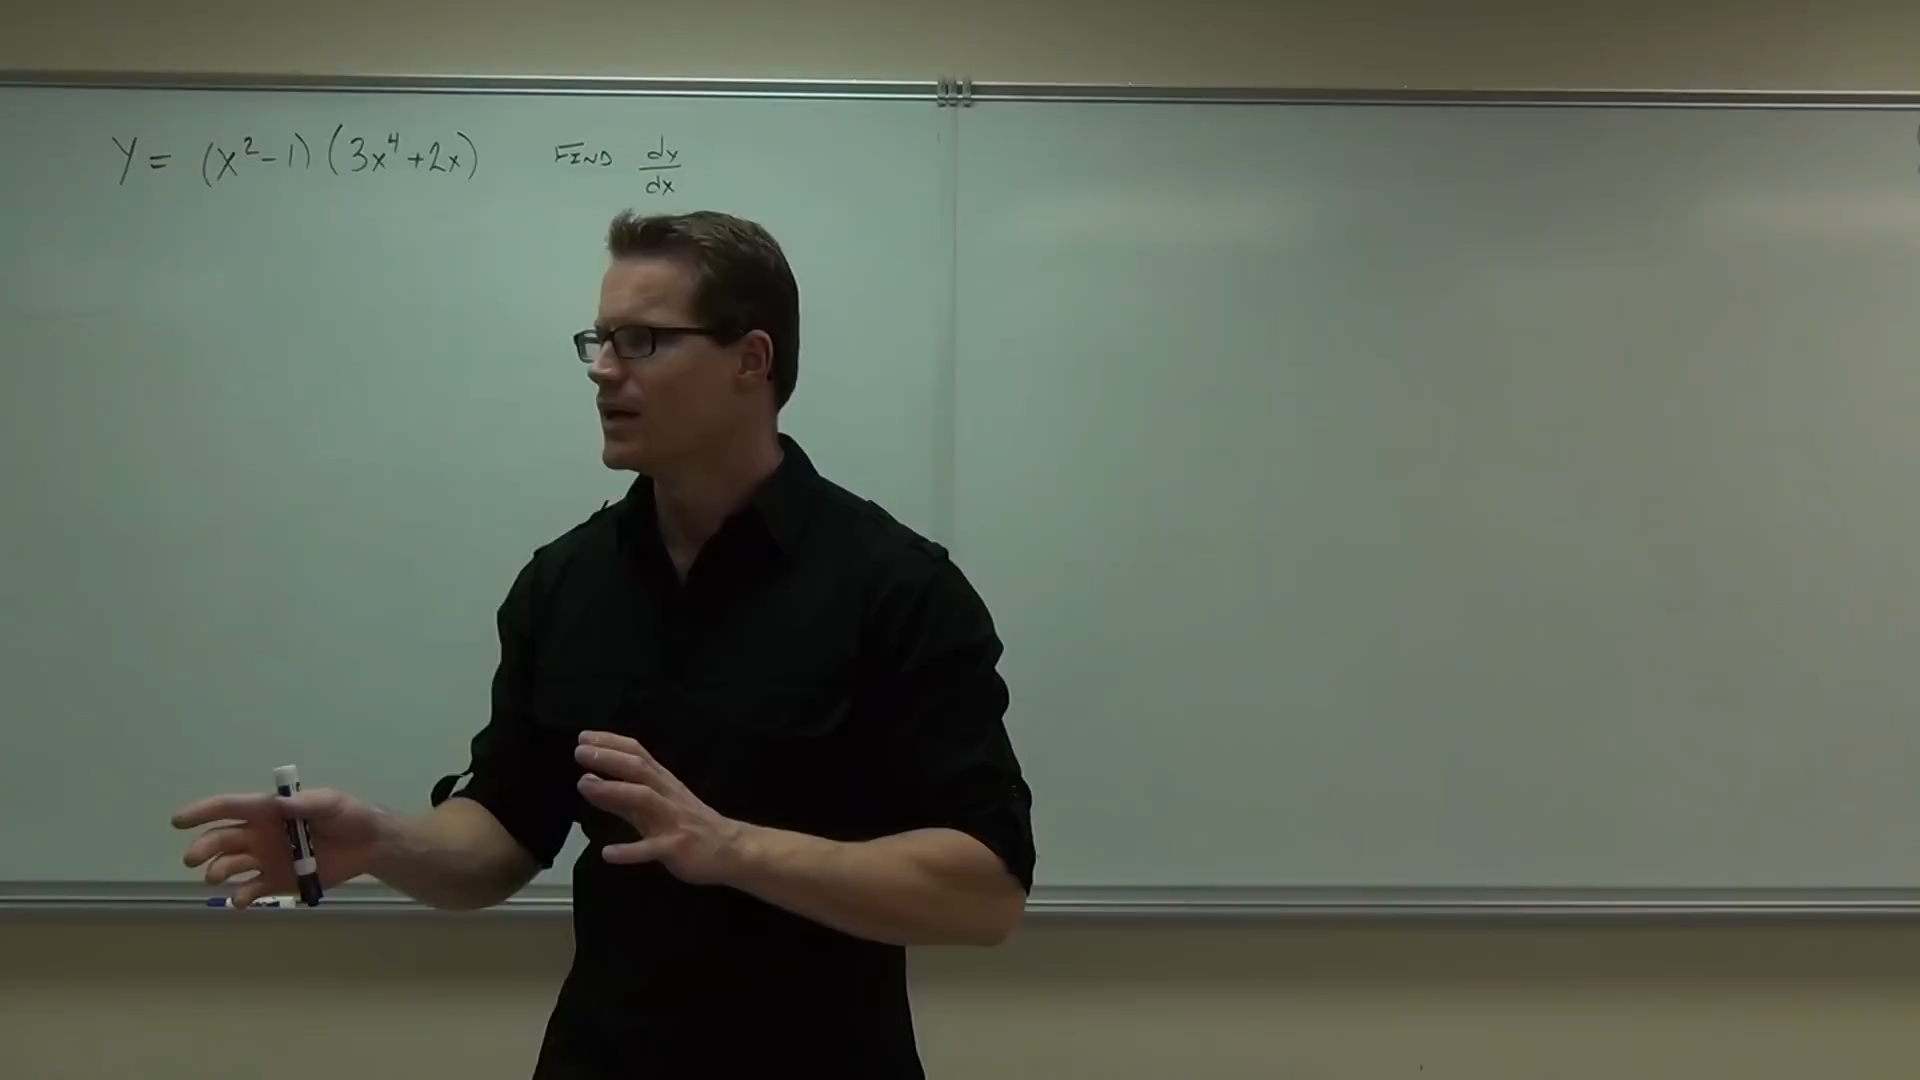 y = (x²-1) (3x⁴+2x) FIND dy/dx